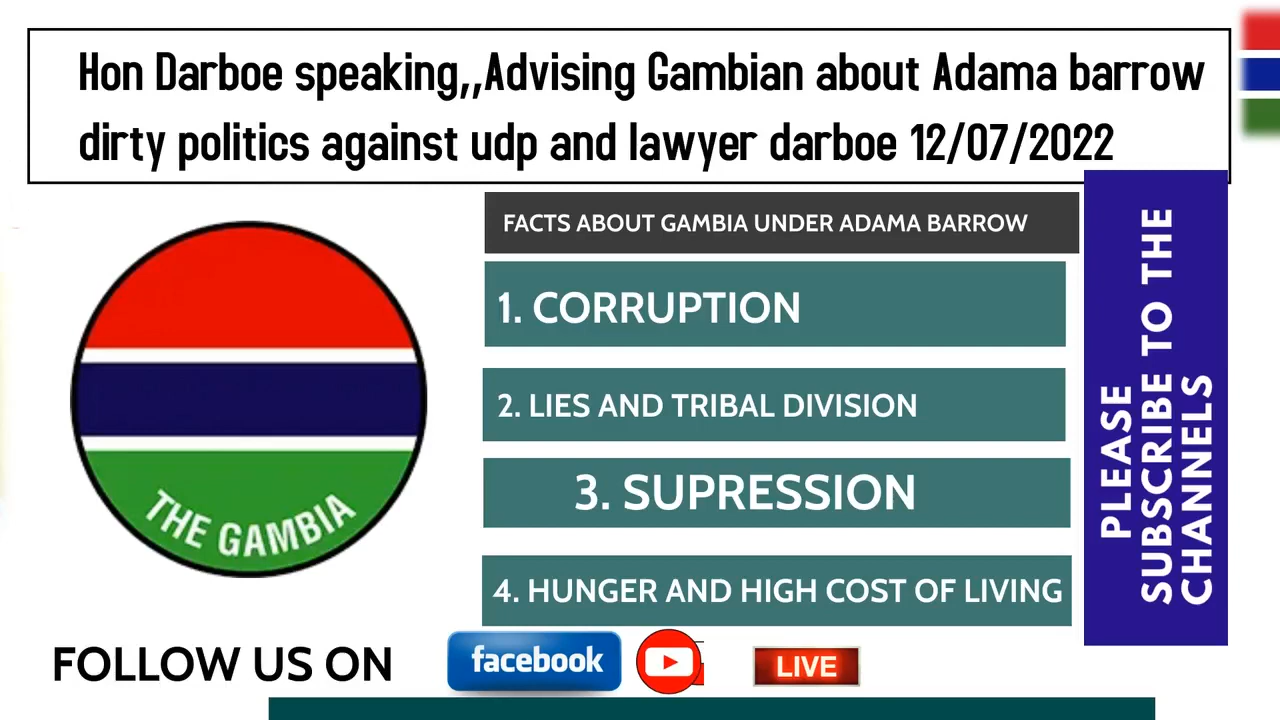 Hon Darboe speaking,,Advising Gambian about Adama barrow
dirty politics against udp and lawyer darboe 12/07/2022
FACTS ABOUT GAMBIA UNDER ADAMA BARROW
1. CORRUPTION
2. LIES AND TRIBAL DIVISION
3. SUPRESSION
4. HUNGER AND HIGH COST OF LIVING
PLEASE
SUBSCRIBE TO THE
CHANNELS
THE GAMBIA
FOLLOW US ON
facebook
LIVE